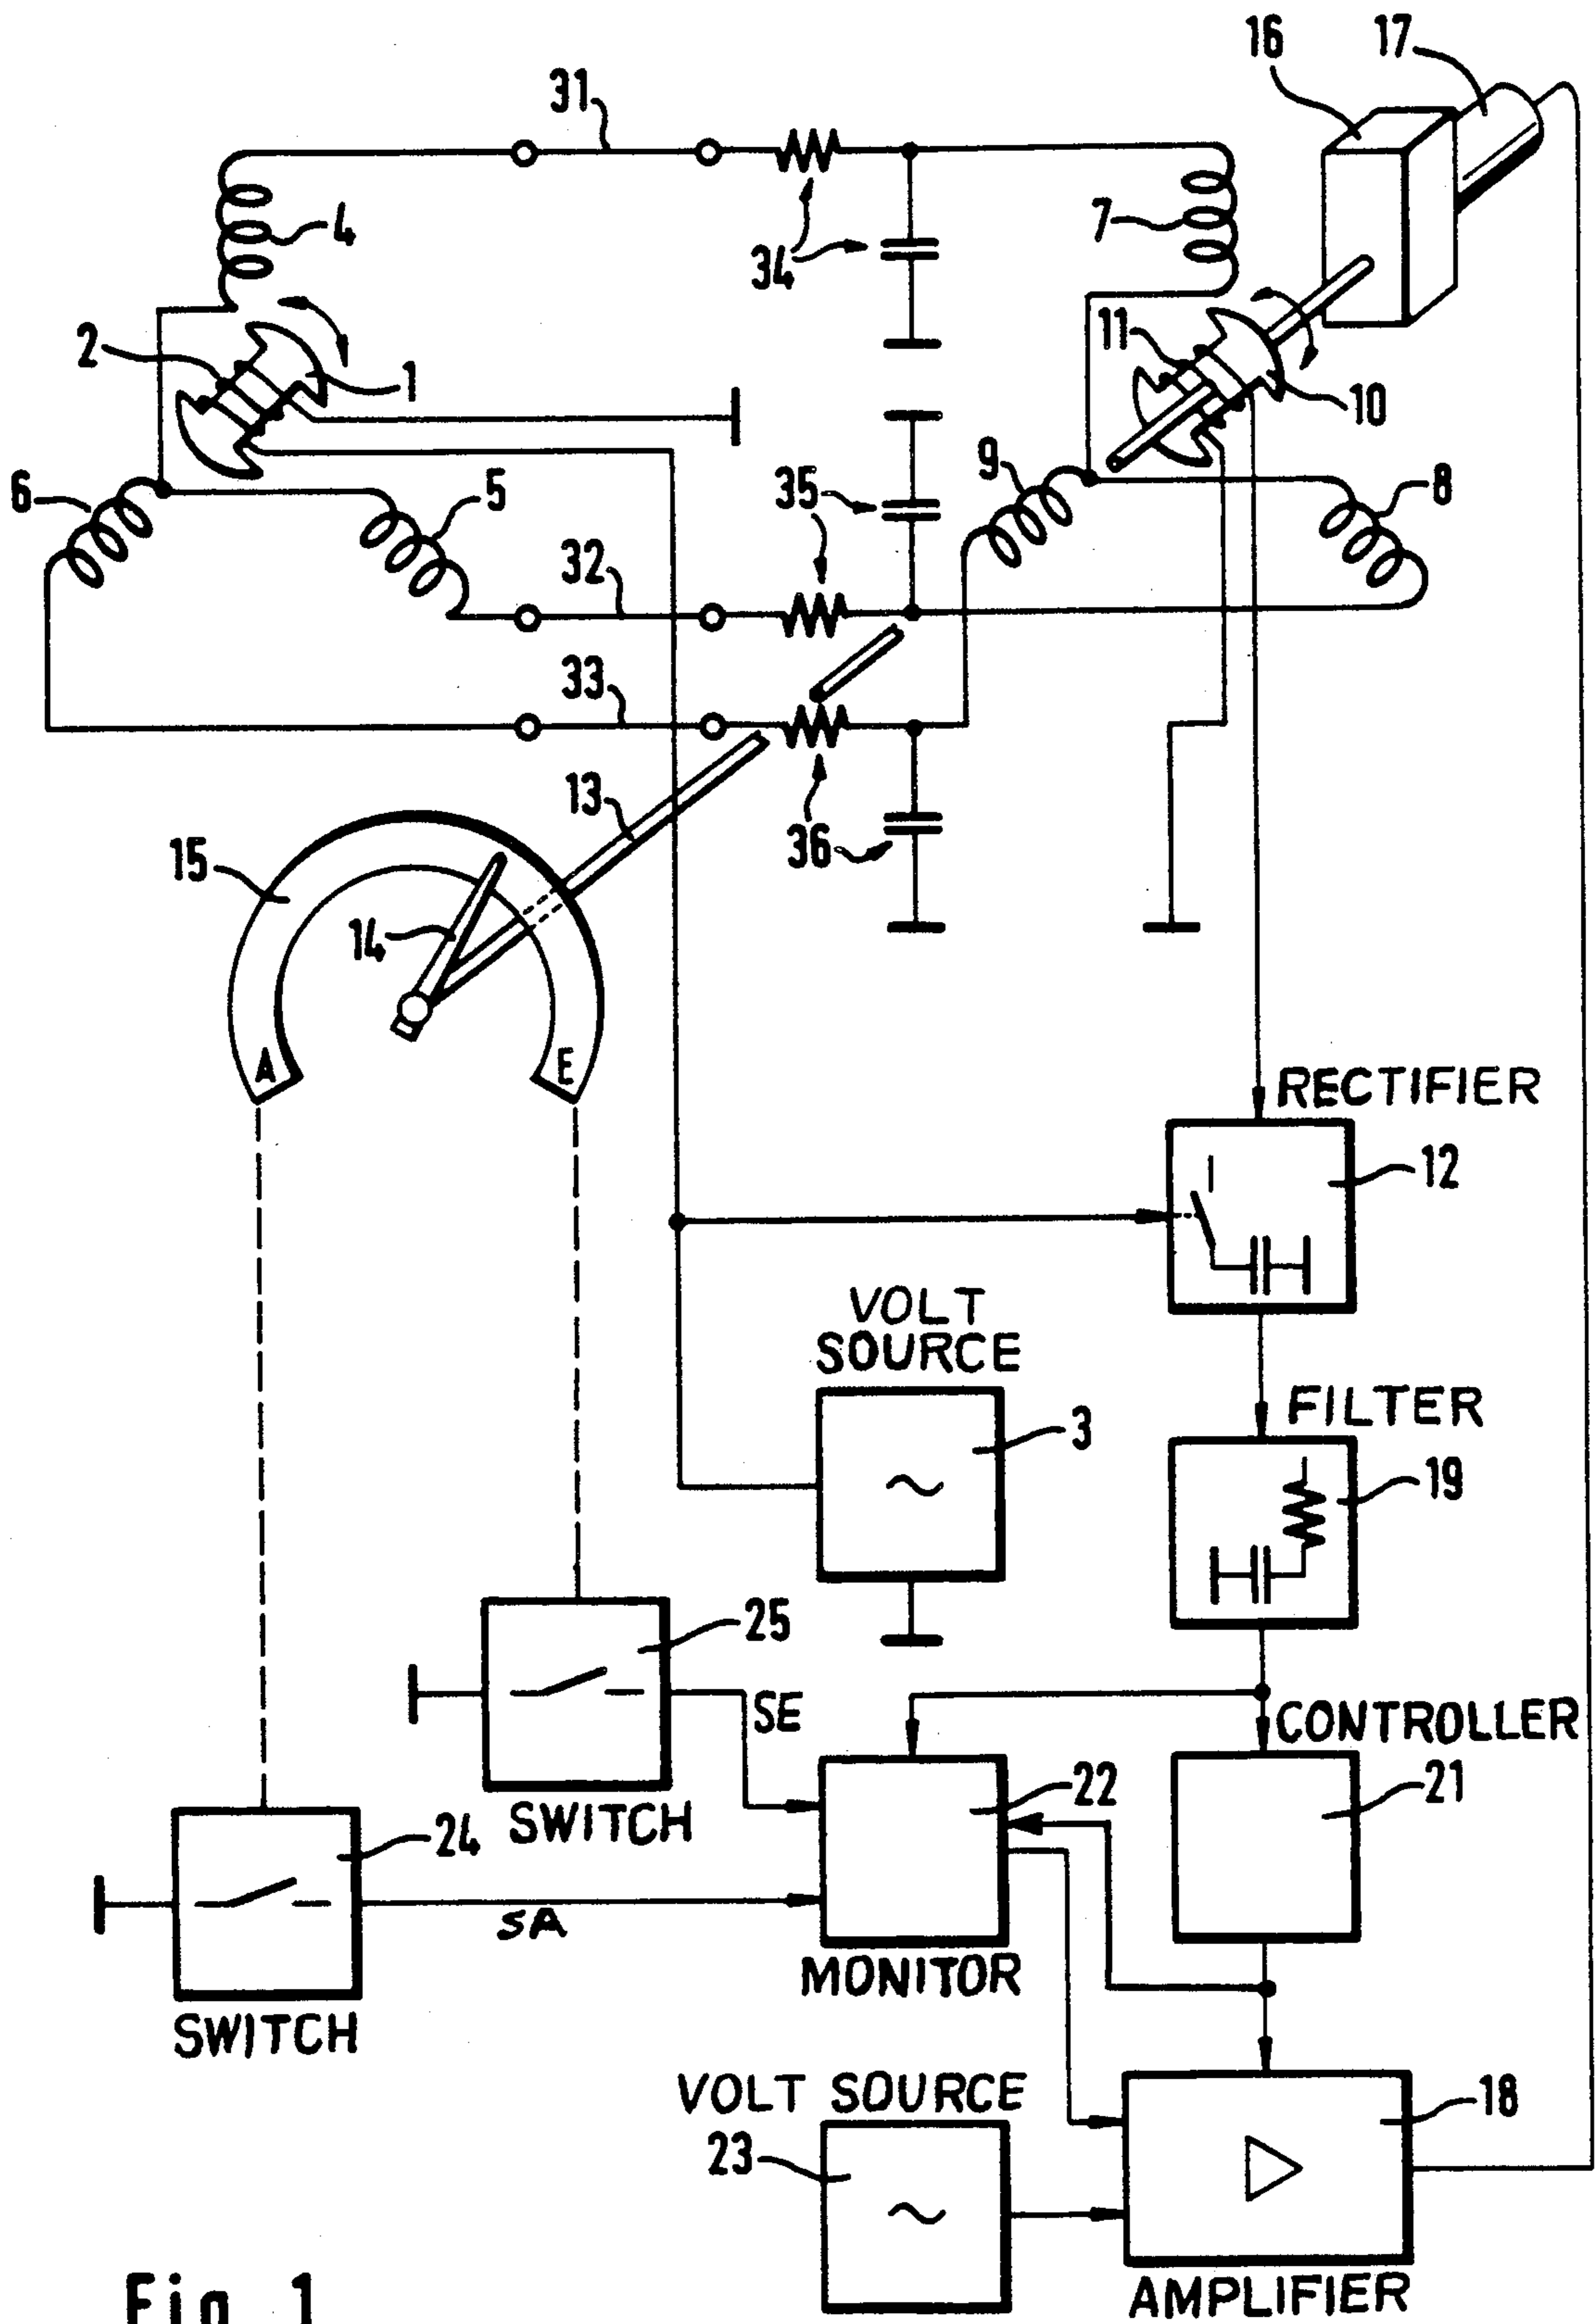 16 17
31
4
34
7
2
1
11
10
6
5
35
9
8
32
33
13
36
15
14
A E
RECTIFIER
12
VOLT
SOURCE
3
FILTER
19
25
SE
SWITCH
CONTROLLER
22
21
24
SA
MONITOR
SWITCH
VOLT SOURCE
23
18
AMPLIFIER
Fig. 1